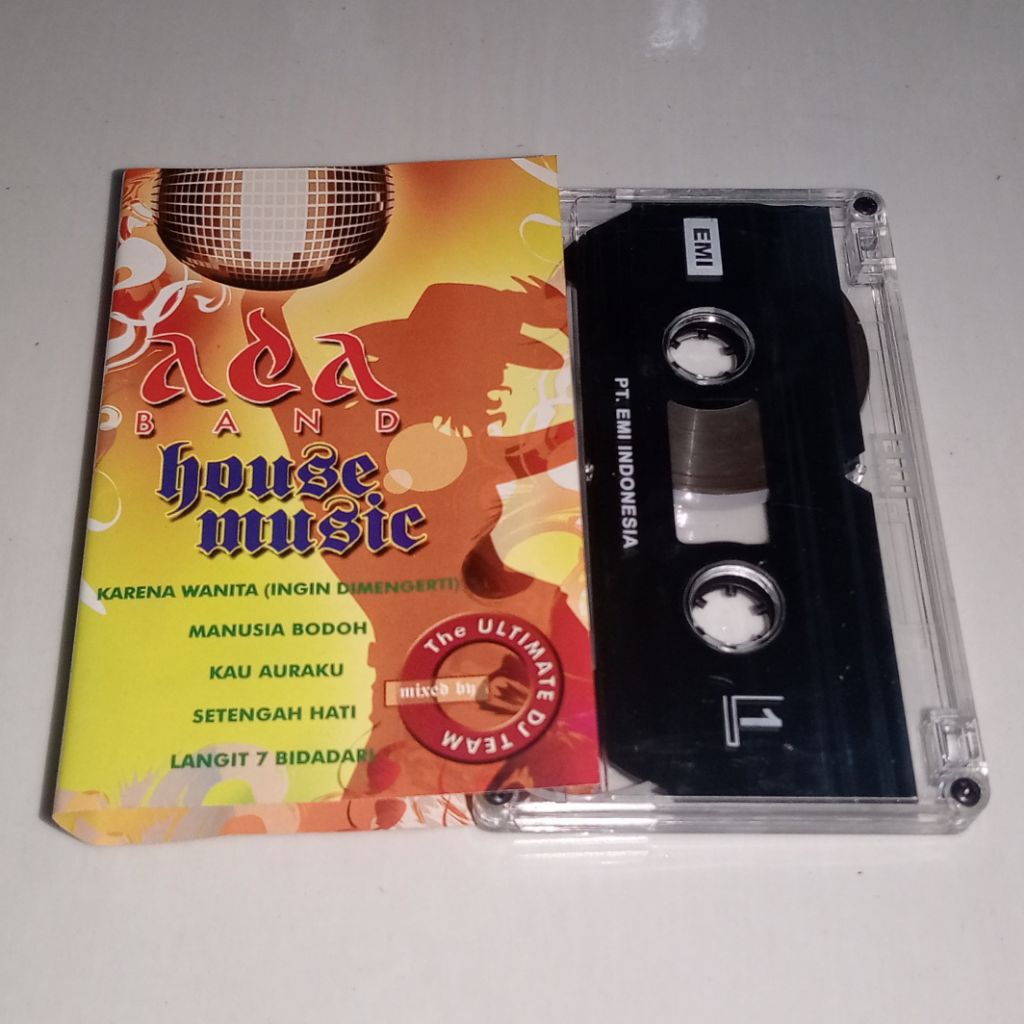 ada
BAND
house
music
KARENA WANITA (INGIN DIMENGERTI)
MANUSIA BODOH
KAU AURAKU
SETENGAH HATI
LANGIT 7 BIDADARI
mixed by
The ULTIMATE DJ TEAM
EMI
PT. EMI INDONESIA
1